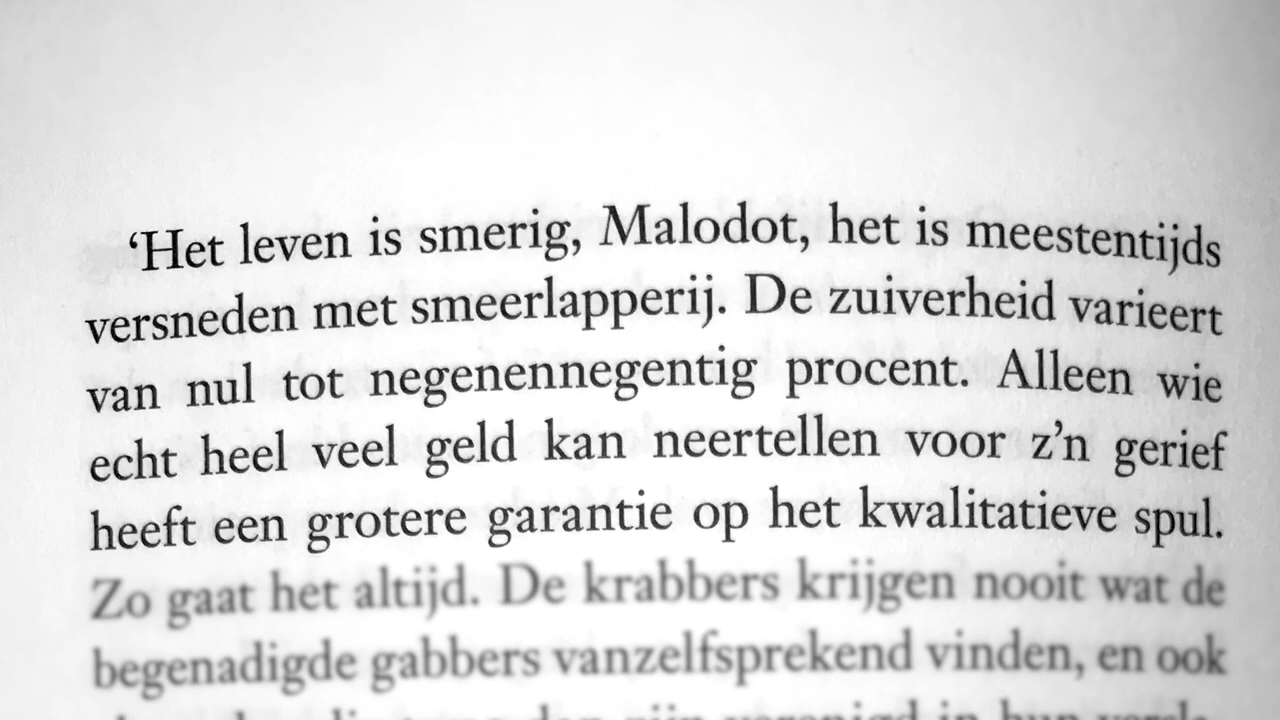 ‘Het leven is smerig, Malodot, het is meestentijds
versneden met smeerlapperij. De zuiverheid varieert
van nul tot negenennegentig procent. Alleen wie
echt heel veel geld kan neertellen voor z’n gerief
heeft een grotere garantie op het kwalitatieve spul.
Zo gaat het altijd. De krabbers krijgen nooit wat de
begenadigde gabbers vanzelfsprekend vinden, en ook